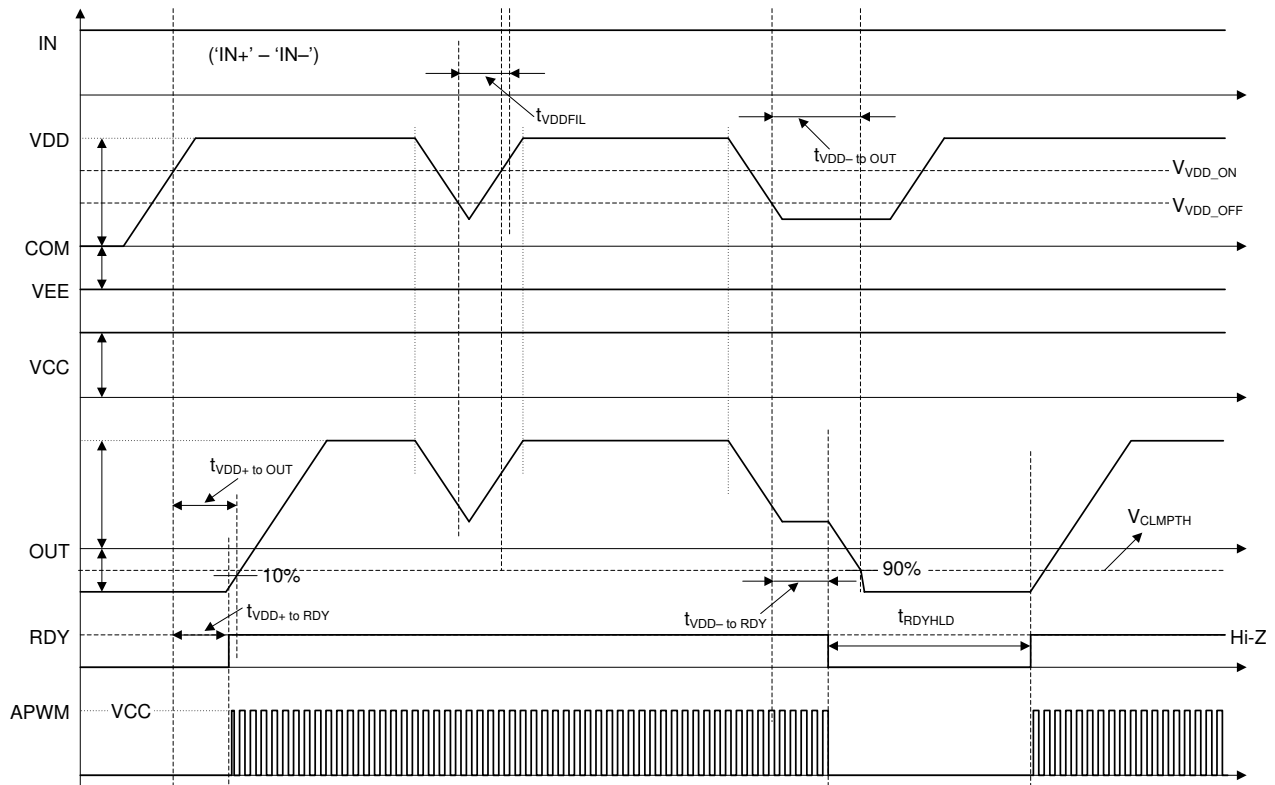 IN
(‘IN+’ – ‘IN–’)
tVDDFIL
VDD
tVDD– to OUT
VVDD_ON
VVDD_OFF
COM
VEE
VCC
tVDD+ to OUT
VCLMPTH
OUT
10%
90%
tVDD+ to RDY
tVDD– to RDY
tRDYHLD
RDY
Hi-Z
APWM
VCC